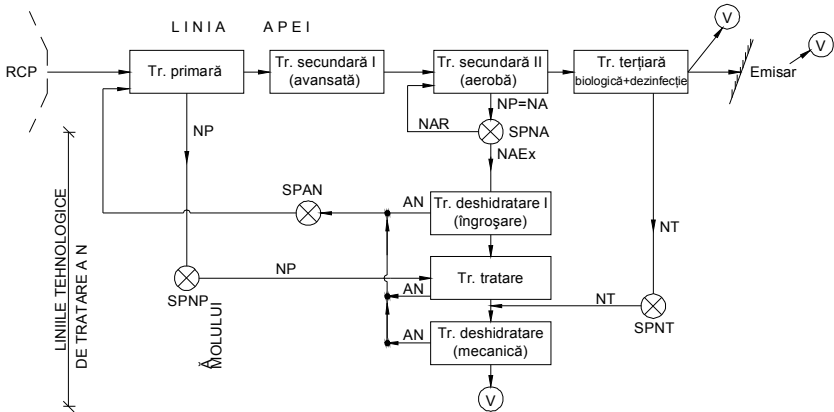 LINIA APEI
V
V
RCP
Tr. primară
Tr. secundară I
(avansată)
Tr. secundară II
(aerobă)
Tr. terțiară
biologică+dezinfecție
Emisar
NP=NA
NP
NAR
SPNA
NAEx
SPAN
AN
Tr. deshidratare I
(îngroșare)
NT
NP
Tr. tratare
SPNP
AN
NT
SPNT
AN
Tr. deshidratare
(mecanică)
V
LINIILE TEHNOLOGICE
DE TRATARE A N
Ă
MOLULUI